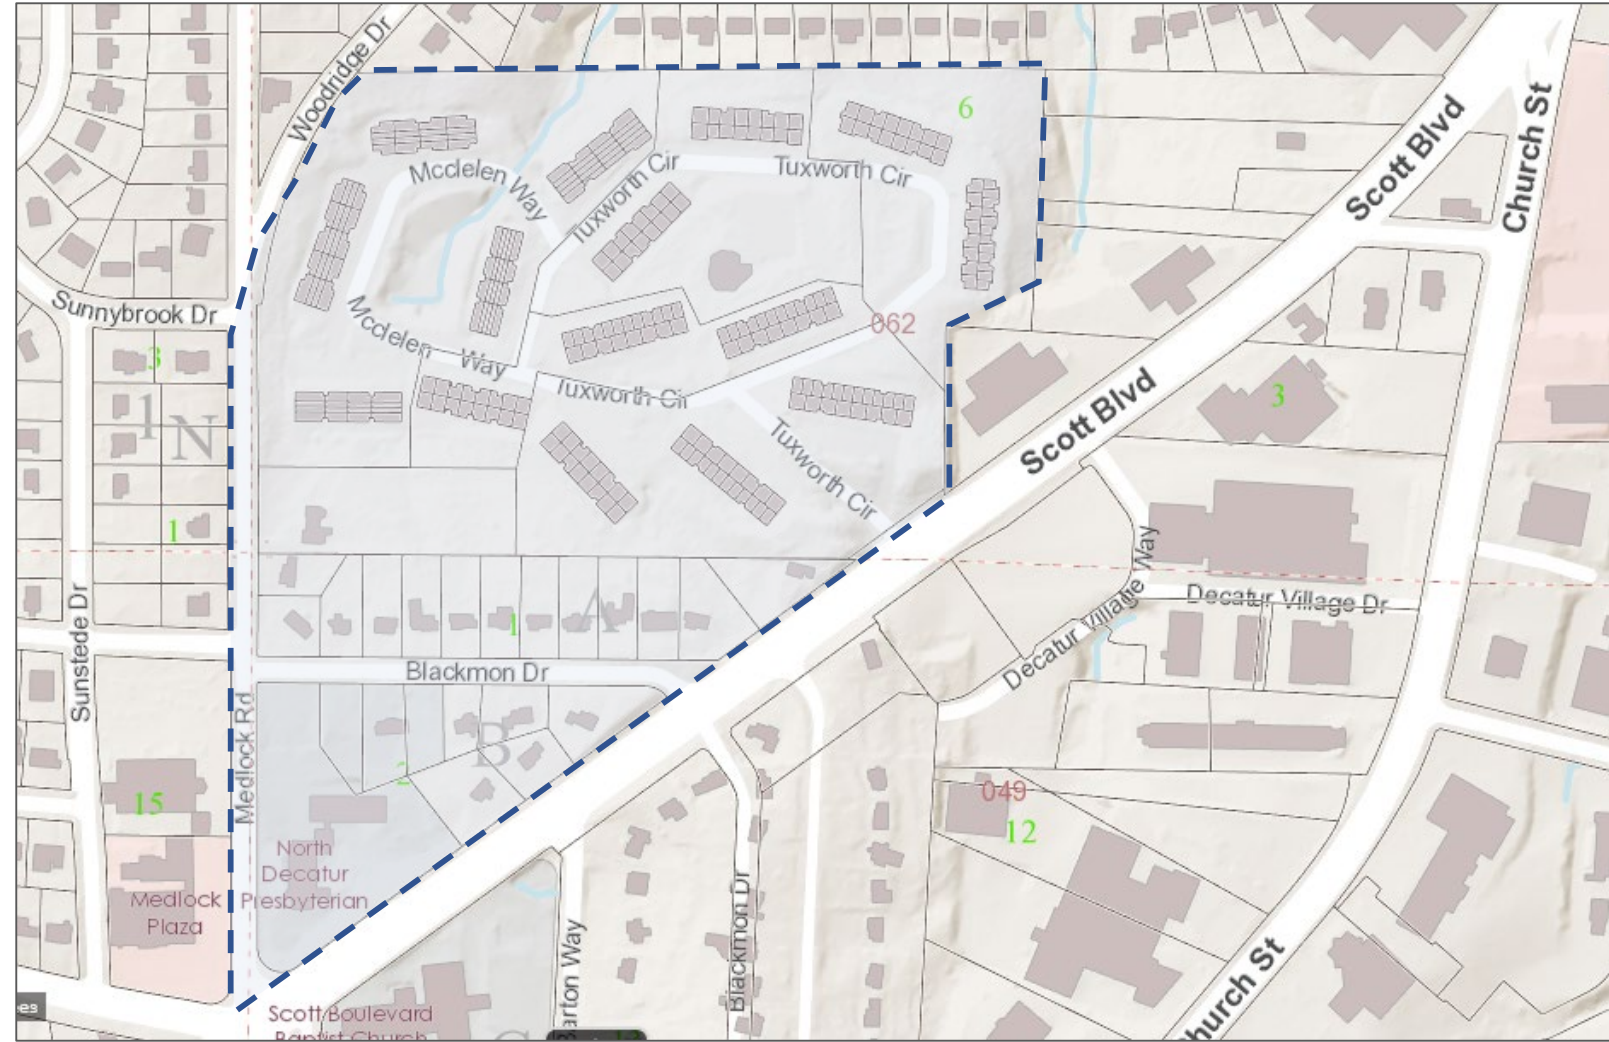 Woodridge Dr
6
Scott Blvd
Church St
Mcclelen Way
Tuxworth Cir
Tuxworth Cir
Sunnybrook Dr
062
Mcclelen Way
3
Tuxworth Cir
3
1 N
Scott Blvd
Tuxworth Cir
1
Decatur Village Way
Decatur Village Dr
Sunstede Dr
1
A
Blackmon Dr
Medlock Rd
B
2
15
049
12
North
Decatur
Presbyterian
Medlock
Plaza
Blackmon Dr
arton Way
Church St
Scott Boulevard
Baptist Church